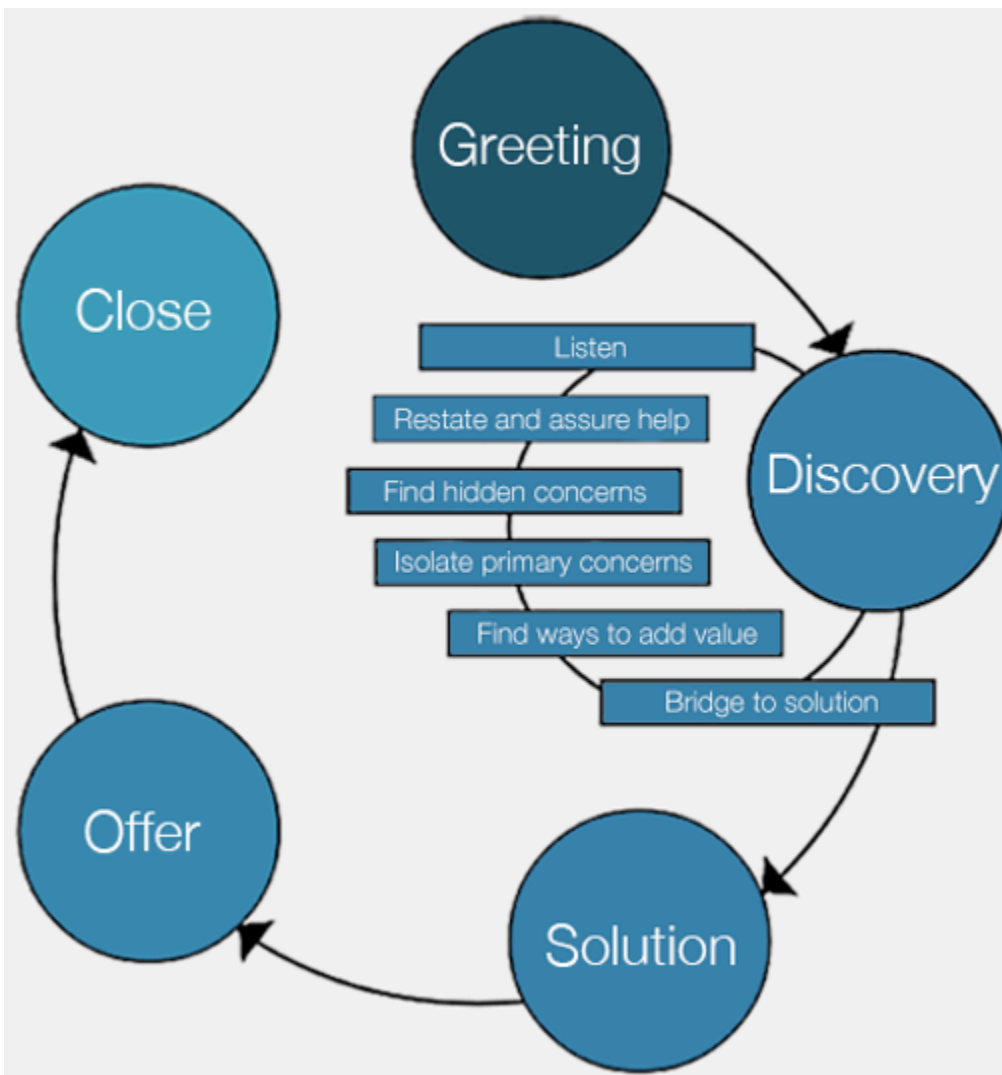 Greeting
Close
Listen
Restate and assure help
Discovery
Find hidden concerns
Isolate primary concerns
Find ways to add value
Bridge to solution
Offer
Solution